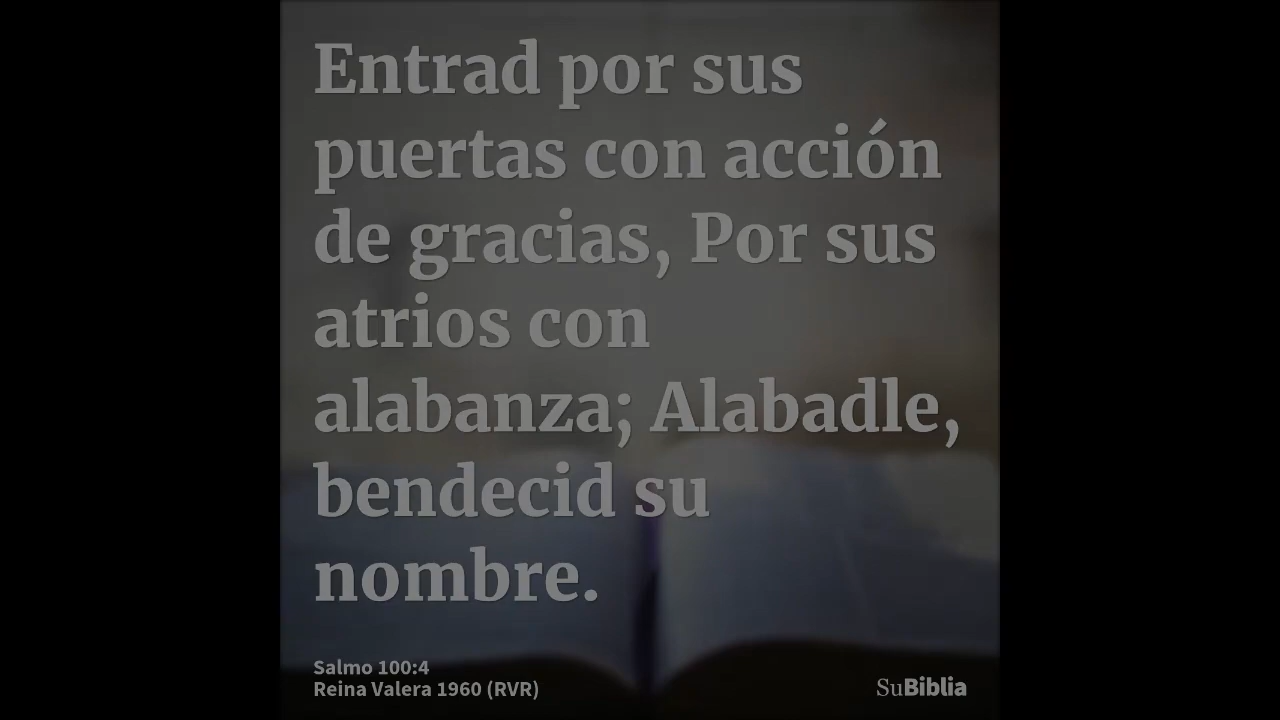 Entrad por sus
puertas con acción
de gracias, Por sus
atrios con
alabanza; Alabadle,
bendecid su
nombre.
Salmo 100:4
Reina Valera 1960 (RVR)
SuBiblia